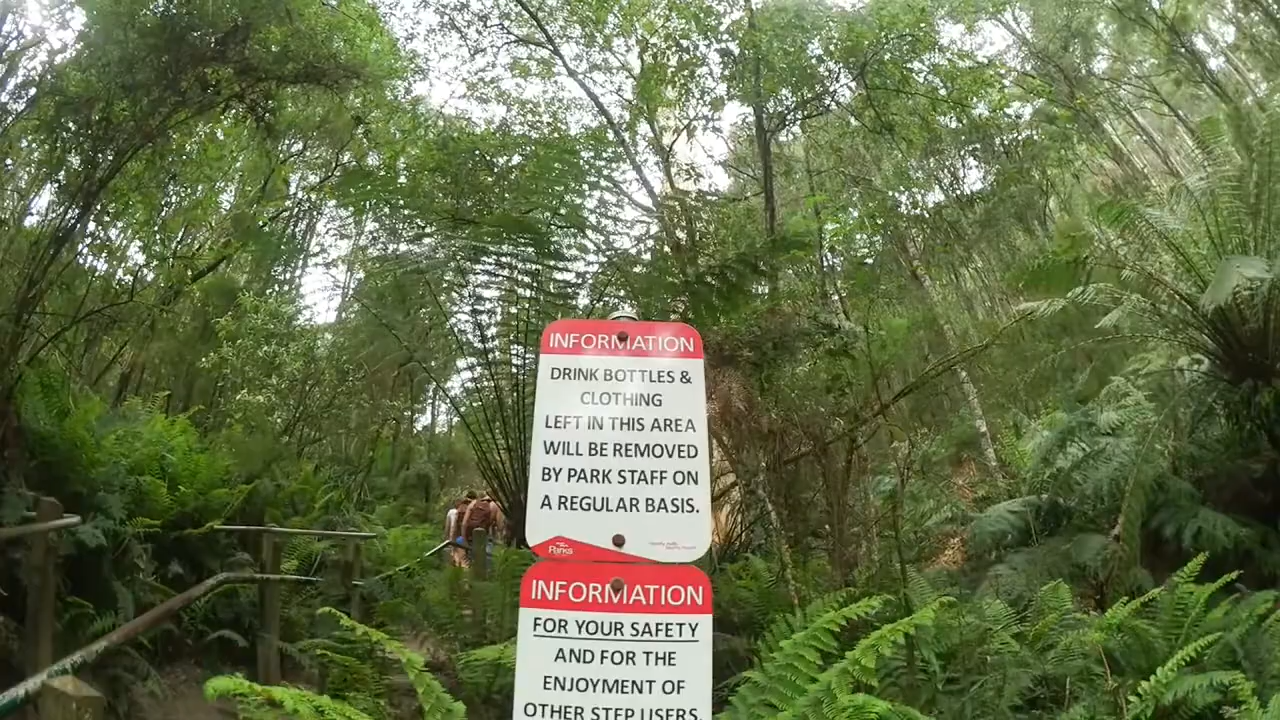 INFORMATION
DRINK BOTTLES &
CLOTHING
LEFT IN THIS AREA
WILL BE REMOVED
BY PARK STAFF ON
A REGULAR BASIS.
Parks
INFORMATION
FOR YOUR SAFETY
AND FOR THE
ENJOYMENT OF
OTHER STEP USERS.